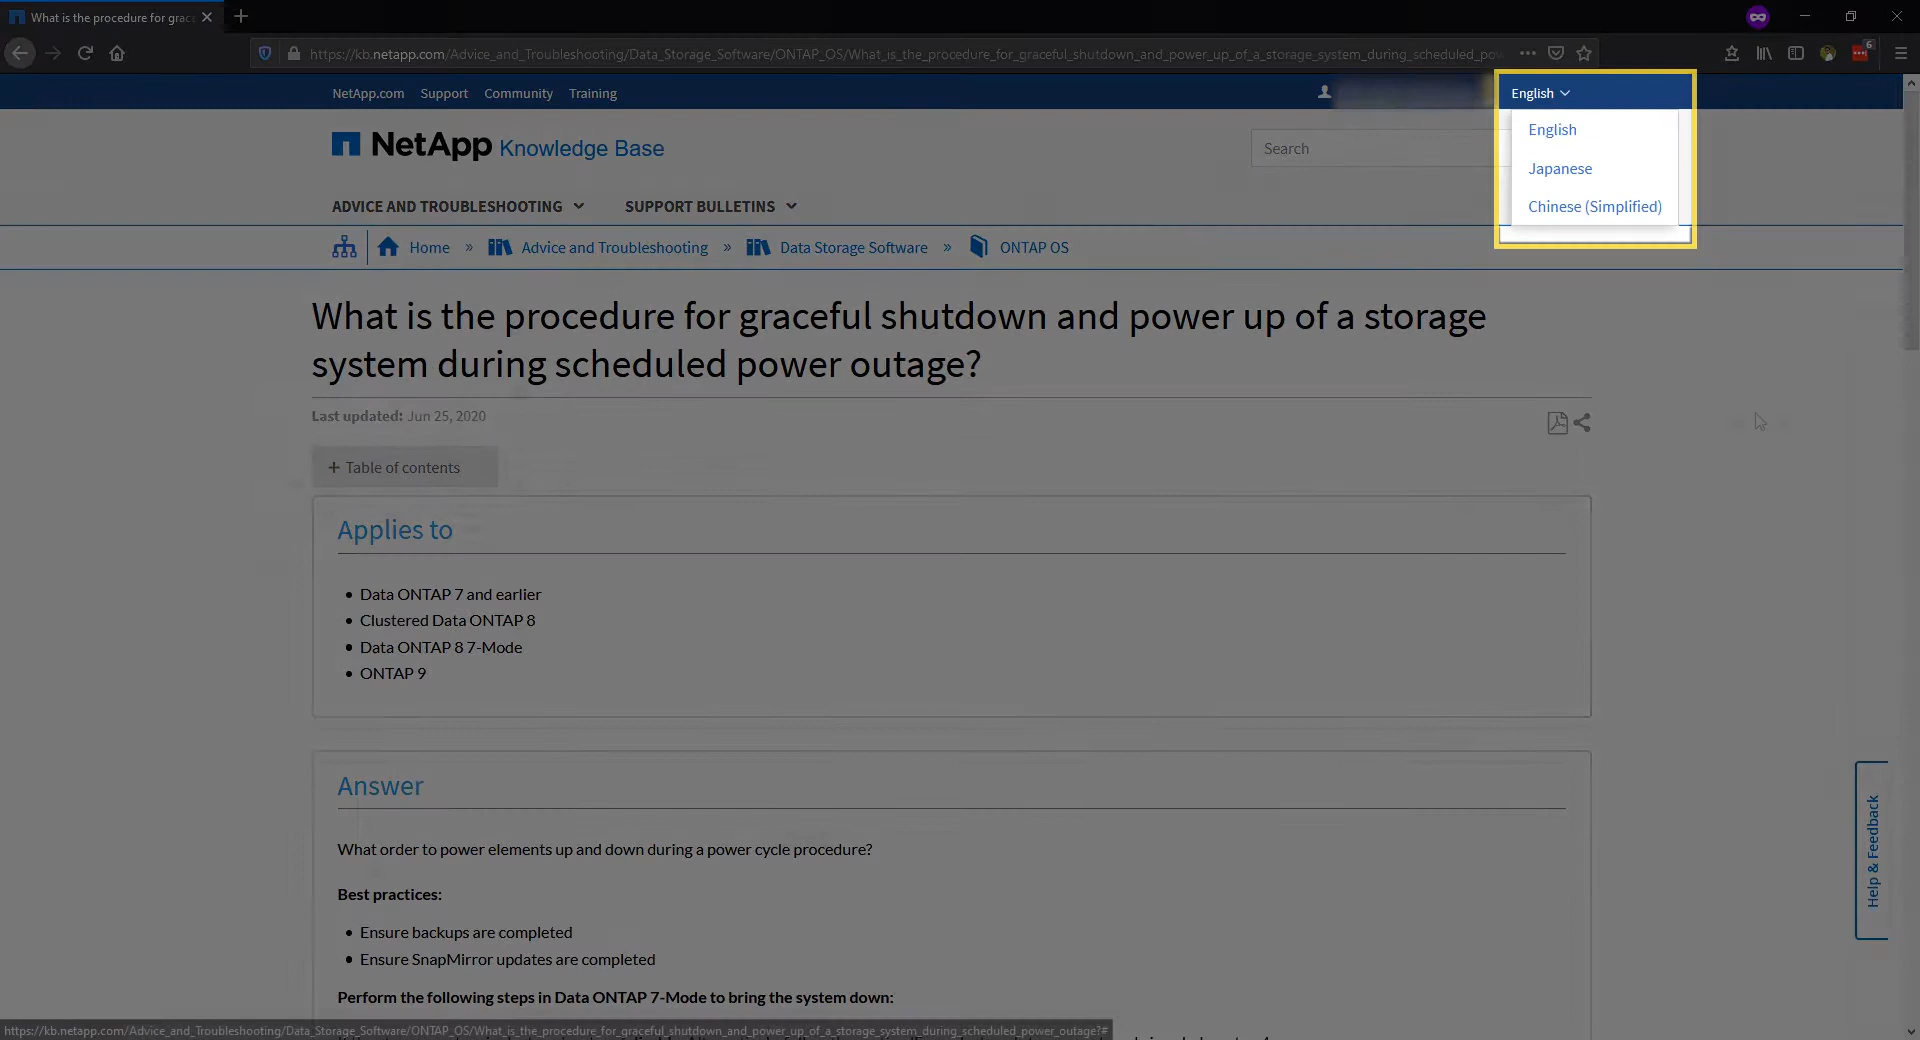 What is the procedure for grac
https://kb.netapp.com/Advice_and_Troubleshooting/Data_Storage_Software/ONTAP_OS/What_is_the_procedure_for_graceful_shutdown_and_power_up_of_a_storage_system_during_scheduled_pow
6
NetApp.com Support Community Training
English
English
Japanese
Chinese (Simplified)
NetApp Knowledge Base
Search
ADVICE AND TROUBLESHOOTING SUPPORT BULLETINS
Home » Advice and Troubleshooting » Data Storage Software » ONTAP OS
What is the procedure for graceful shutdown and power up of a storage
system during scheduled power outage?
Last updated: Jun 25, 2020
+ Table of contents
Applies to
• Data ONTAP 7 and earlier
• Clustered Data ONTAP 8
• Data ONTAP 8 7-Mode
• ONTAP 9
Answer
What order to power elements up and down during a power cycle procedure?
Best practices:
• Ensure backups are completed
• Ensure SnapMirror updates are completed
Perform the following steps in Data ONTAP 7-Mode to bring the system down:
Help & Feedback
https://kb.netapp.com/Advice_and_Troubleshooting/Data_Storage_Software/ONTAP_OS/What_is_the_procedure_for_graceful_shutdown_and_power_up_of_a_storage_system_during_scheduled_power_outage?#